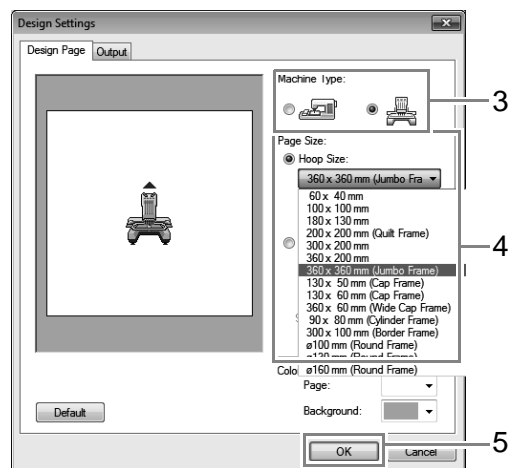 Design Settings
Design Page
Output
Machine Type:
3
Page Size:
Hoop Size:
360 x 360 mm (Jumbo Fra
60 x 40 mm
100 x 100 mm
180 x 130 mm
200 x 200 mm (Quilt Frame)
300 x 200 mm
360 x 200 mm
360 x 360 mm (Jumbo Frame)
130 x 50 mm (Cap Frame)
130 x 60 mm (Cap Frame)
360 x 60 mm (Wide Cap Frame)
90 x 80 mm (Cylinder Frame)
300 x 100 mm (Border Frame)
ø100 mm (Round Frame)
ø130 mm (Round Frame)
ø160 mm (Round Frame)
4
Page:
Default
Background:
OK
Cancel
5